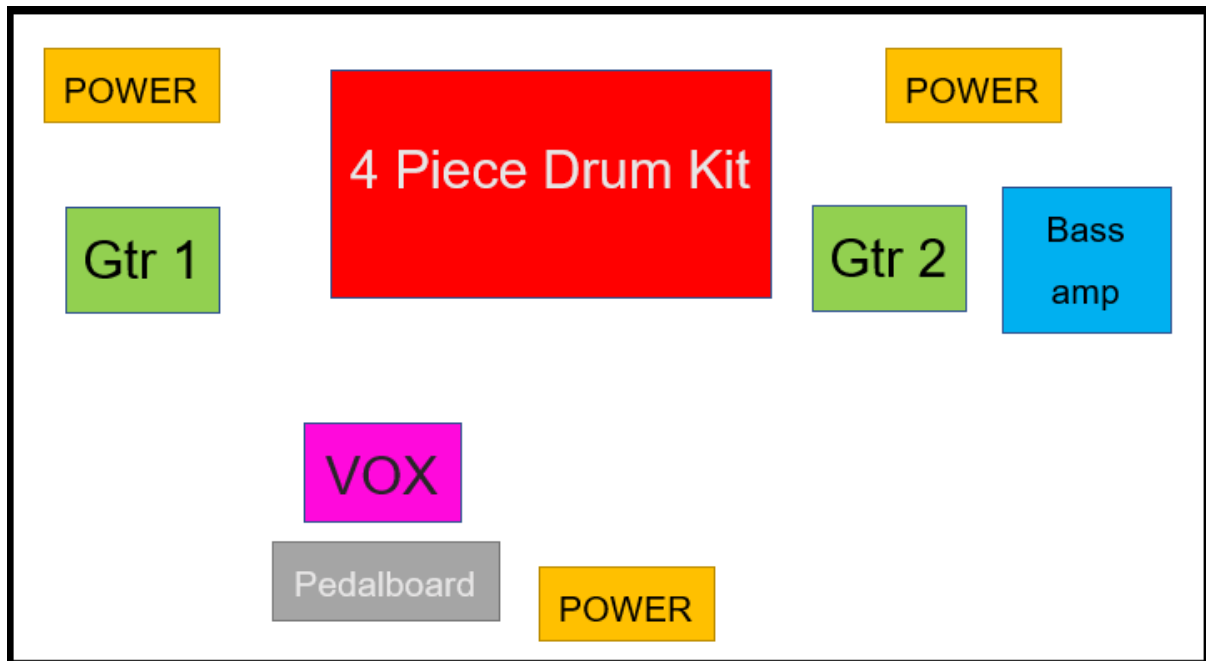 POWER
POWER
4 Piece Drum Kit
Gtr 1
Gtr 2
Bass
amp
VOX
Pedalboard
POWER